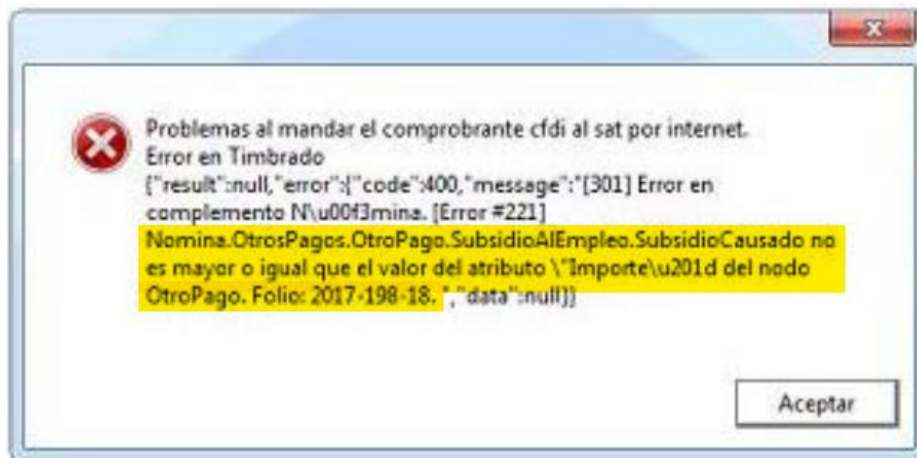 Problemas al mandar el comprobrante cfdi al sat por internet.
Error en Timbrado
{"result":null,"error":{"code":400,"message":"[301] Error en
complemento N\u00f3mina. [Error #221]
Nomina.OtrosPagos.OtroPago.SubsidioAlEmpleo.SubsidioCausado no
es mayor o igual que el valor del atributo \"Importe\u201d del nodo
OtroPago. Folio: 2017-198-18. ","data":null}}
Aceptar